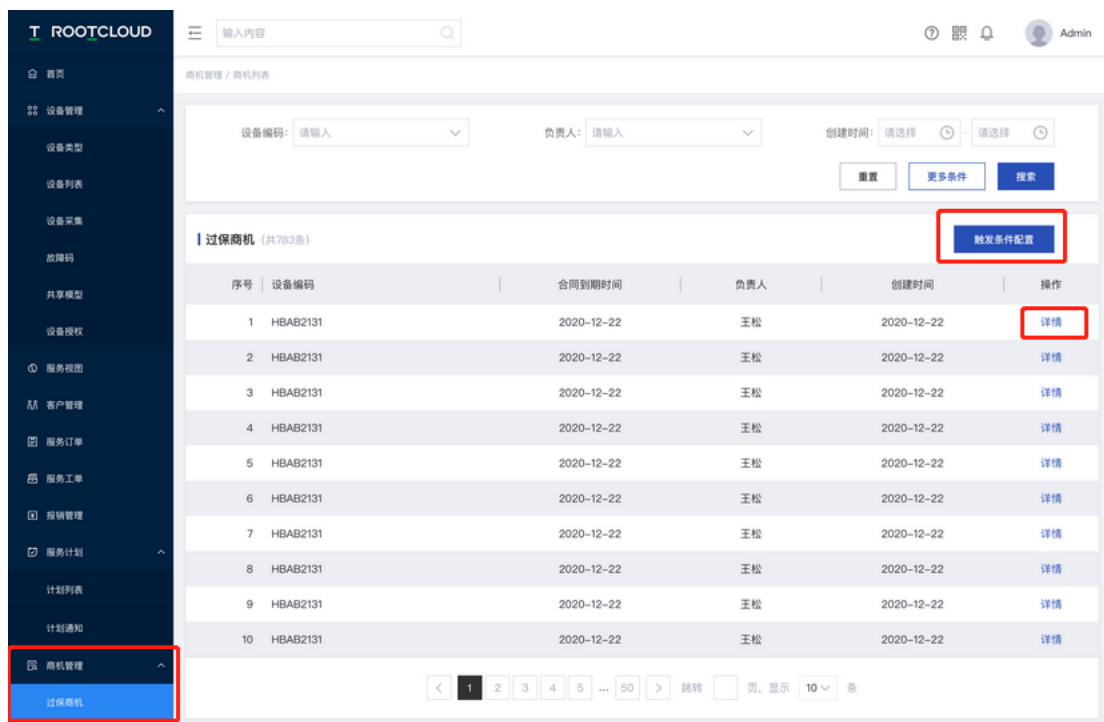 ROOTCLOUD
输入内容
Admin
首页
设备管理
设备类型
设备列表
设备采集
故障码
共享模型
设备授权
服务视图
客户管理
服务订单
服务工单
报销管理
服务计划
计划列表
计划通知
商机管理
过保商机
商机管理 / 商机列表
设备编码： 请输入 负责人： 请输入 创建时间： 请选择 - 请选择
重置 更多条件 搜索
过保商机 (共783条) 触发条件配置
序号 设备编码 合同到期时间 负责人 创建时间 操作
1 HBAB2131 2020-12-22 王松 2020-12-22 详情
2 HBAB2131 2020-12-22 王松 2020-12-22 详情
3 HBAB2131 2020-12-22 王松 2020-12-22 详情
4 HBAB2131 2020-12-22 王松 2020-12-22 详情
5 HBAB2131 2020-12-22 王松 2020-12-22 详情
6 HBAB2131 2020-12-22 王松 2020-12-22 详情
7 HBAB2131 2020-12-22 王松 2020-12-22 详情
8 HBAB2131 2020-12-22 王松 2020-12-22 详情
9 HBAB2131 2020-12-22 王松 2020-12-22 详情
10 HBAB2131 2020-12-22 王松 2020-12-22 详情
< 1 2 3 4 5 ... 50 > 跳转 页, 显示 10 条